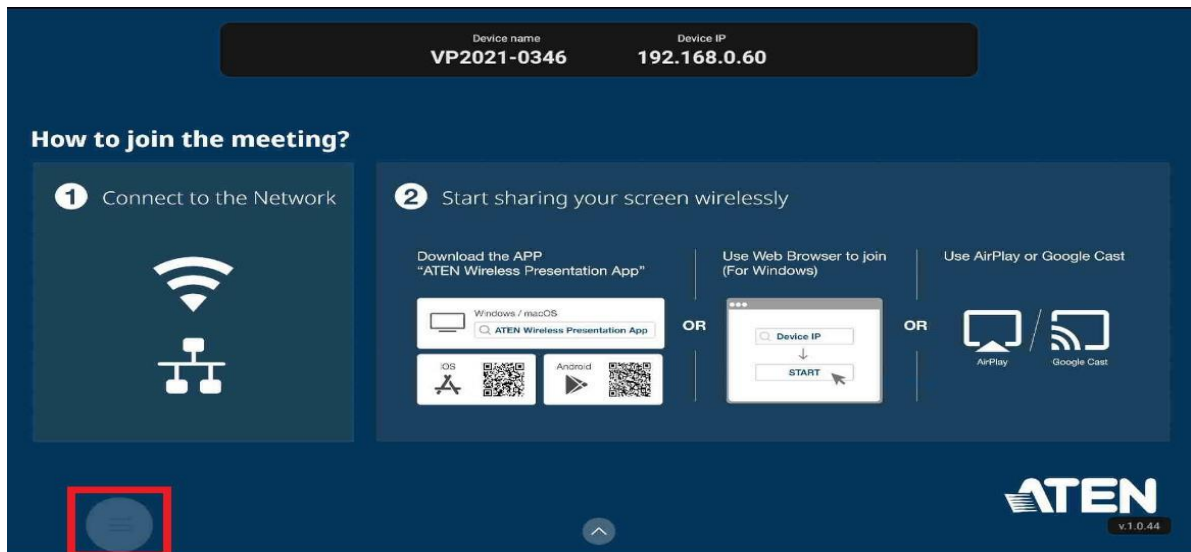 Device name
VP2021-0346
Device IP
192.168.0.60
How to join the meeting?
1 Connect to the Network
2 Start sharing your screen wirelessly
Download the APP
“ATEN Wireless Presentation App”
Windows / macOS
ATEN Wireless Presentation App
iOS
Android
OR
Use Web Browser to join
(For Windows)
Device IP
START
OR
Use AirPlay or Google Cast
AirPlay
Google Cast
ATEN
v.1.0.44